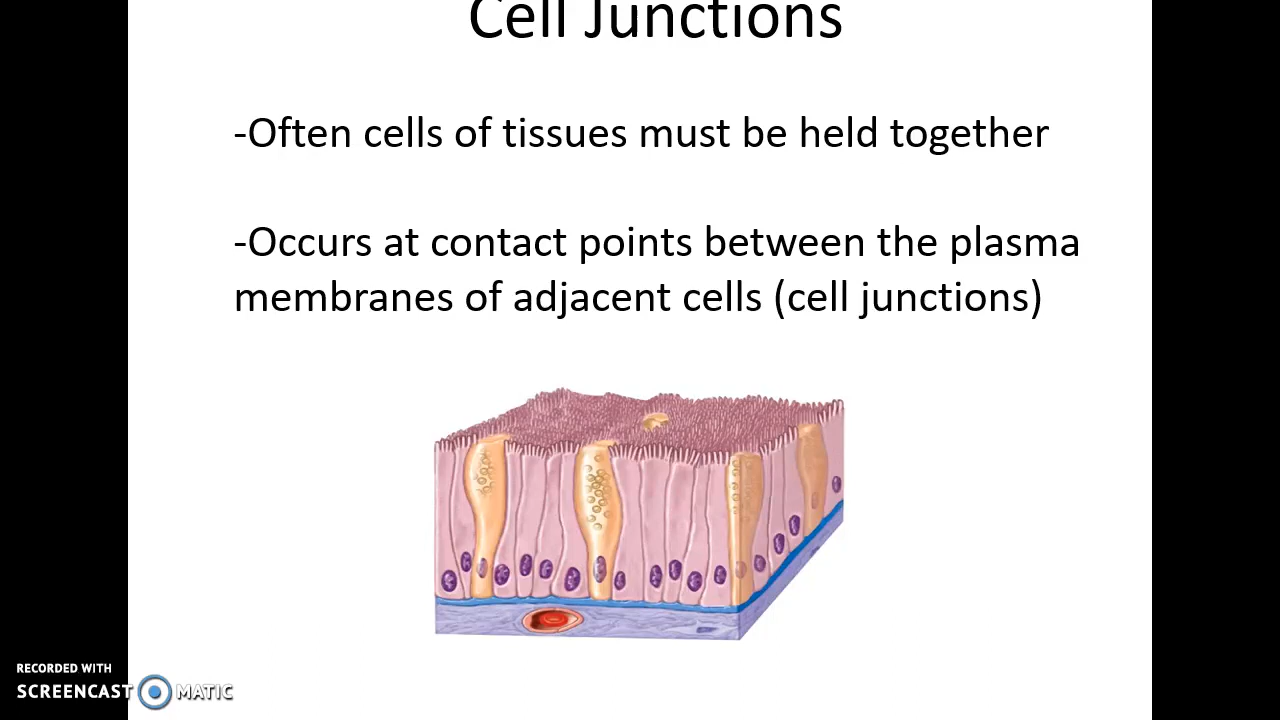 Cell Junctions
-Often cells of tissues must be held together
-Occurs at contact points between the plasma
membranes of adjacent cells (cell junctions)
RECORDED WITH
SCREENCAST MATIC